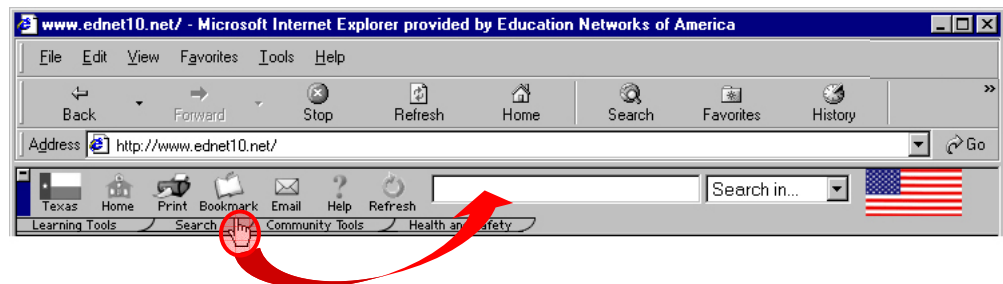 www.ednet10.net/ - Microsoft Internet Explorer provided by Education Networks of America
File Edit View Favorites Tools Help
Back Forward Stop Refresh Home Search Favorites History »
Address http://www.ednet10.net/ Go
Texas Home Print Bookmark Email Help Refresh Search in...
Learning Tools Search Community Tools Health and Safety